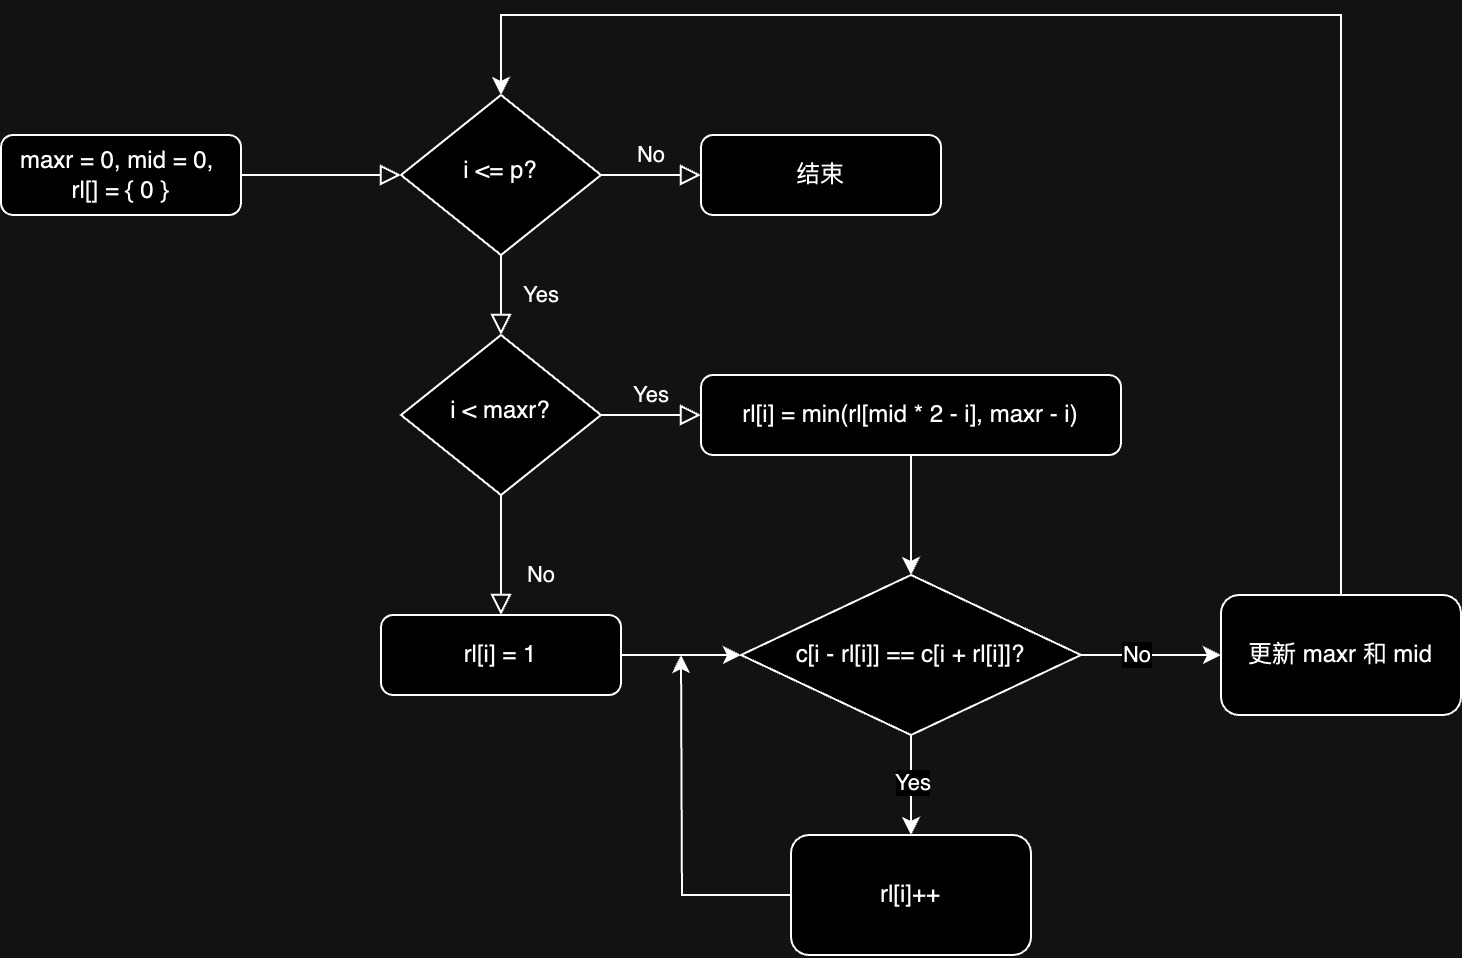 maxr = 0, mid = 0,
rl[] = { 0 }
i <= p?
No
结束
Yes
i < maxr?
Yes
rl[i] = min(rl[mid * 2 - i], maxr - i)
No
rl[i] = 1
c[i - rl[i]] == c[i + rl[i]]?
No
更新 maxr 和 mid
Yes
rl[i]++